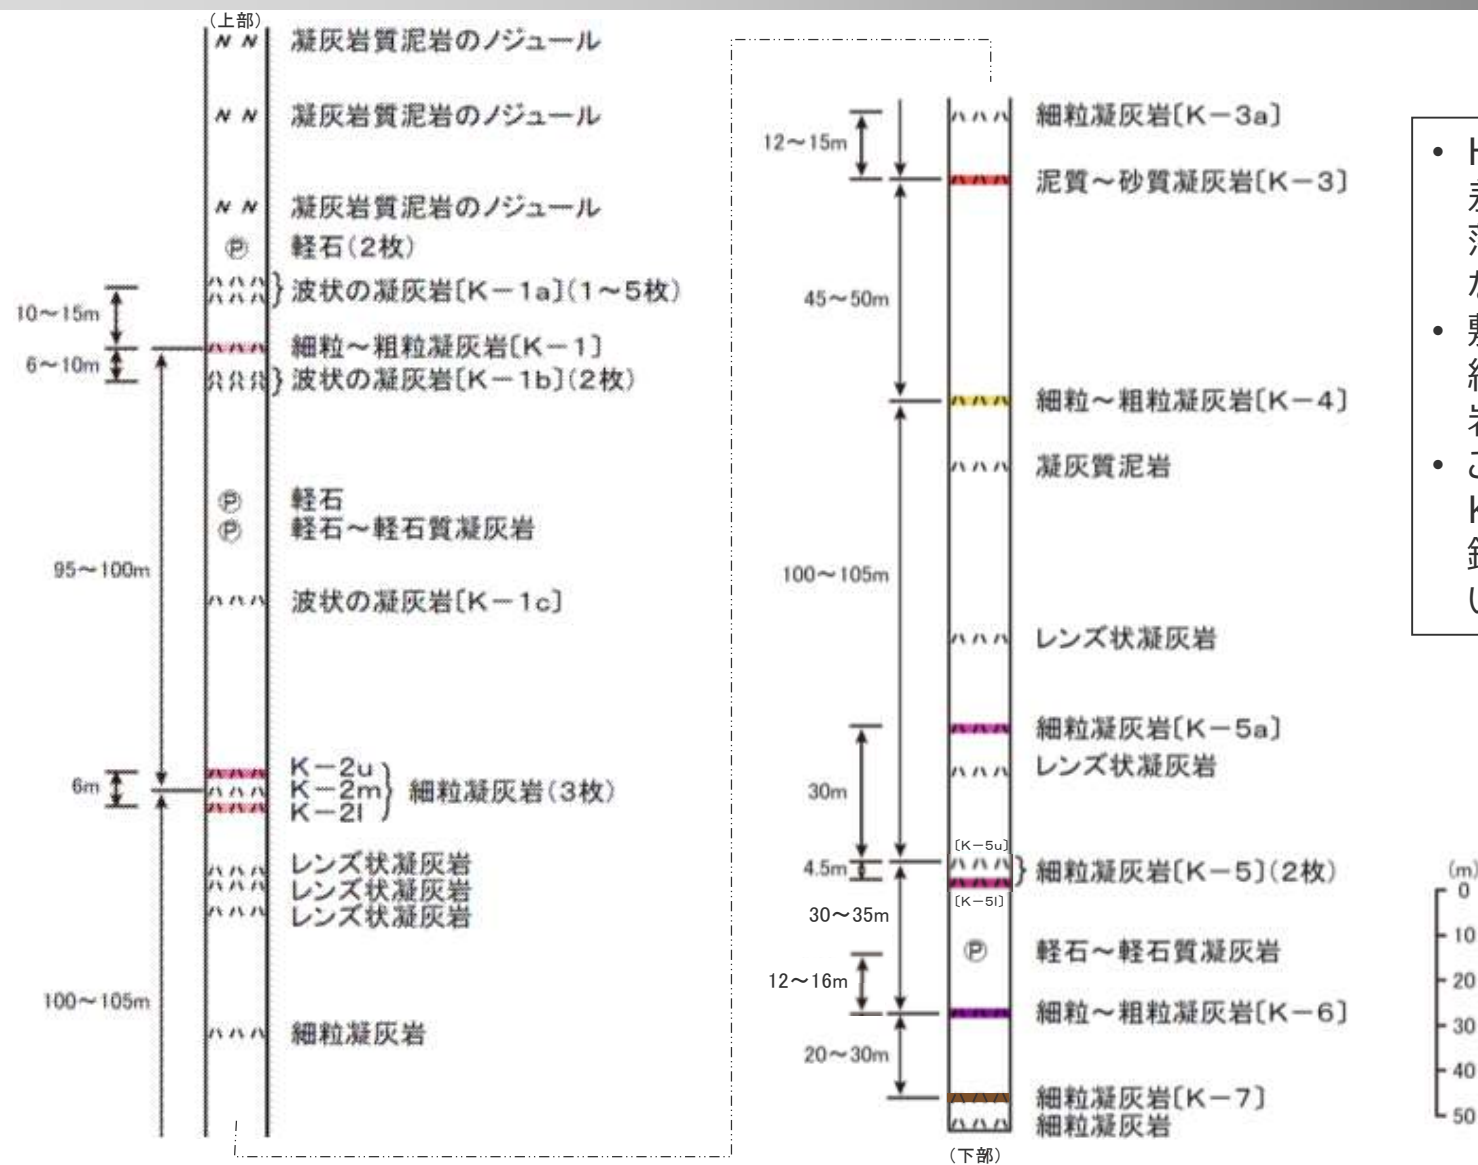 (上部)
凝灰岩質泥岩のノジュール
凝灰岩質泥岩のノジュール
凝灰岩質泥岩のノジュール
Ⓟ 軽石(2枚)
波状の凝灰岩〔K－1a〕(1～5枚)
10～15m
細粒～粗粒凝灰岩〔K－1〕
6～10m
波状の凝灰岩〔K－1b〕(2枚)
Ⓟ 軽石
Ⓟ 軽石～軽石質凝灰岩
95～100m
波状の凝灰岩〔K－1c〕
K－2u
6m
K－2m 細粒凝灰岩(3枚)
K－2l
レンズ状凝灰岩
レンズ状凝灰岩
レンズ状凝灰岩
100～105m
細粒凝灰岩
細粒凝灰岩〔K－3a〕
12～15m
泥質～砂質凝灰岩〔K－3〕
45～50m
細粒～粗粒凝灰岩〔K－4〕
凝灰質泥岩
100～105m
レンズ状凝灰岩
細粒凝灰岩〔K－5a〕
レンズ状凝灰岩
30m
〔K－5u〕
4.5m
細粒凝灰岩〔K－5〕(2枚)
〔K－5l〕
30～35m
Ⓟ 軽石～軽石質凝灰岩
12～16m
細粒～粗粒凝灰岩〔K－6〕
20～30m
細粒凝灰岩〔K－7〕
細粒凝灰岩
(下部)
(m)
0
10
20
30
40
50
•
•
岩
• こ
K
い